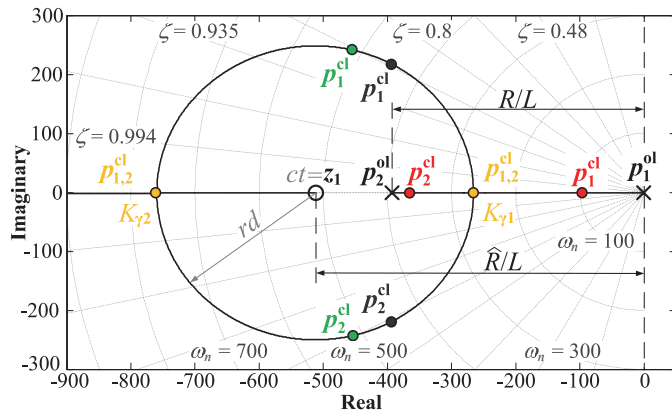 300
ζ = 0.935
ζ = 0.8
ζ = 0.48
200
p₁ᶜˡ
p₁ᶜˡ
R/L
100
ζ = 0.994
p₁,₂ᶜˡ
ct=z₁
p₂ᵒˡ
p₂ᶜˡ
p₁,₂ᶜˡ
p₁ᶜˡ
p₁ᵒˡ
0
Imaginary
K_γ2
K_γ1
rd
ωₙ = 100
-100
R̂/L
p₂ᶜˡ
p₂ᶜˡ
-200
ωₙ = 700
ωₙ = 500
ωₙ = 300
-300
-900 -800 -700 -600 -500 -400 -300 -200 -100 0
Real